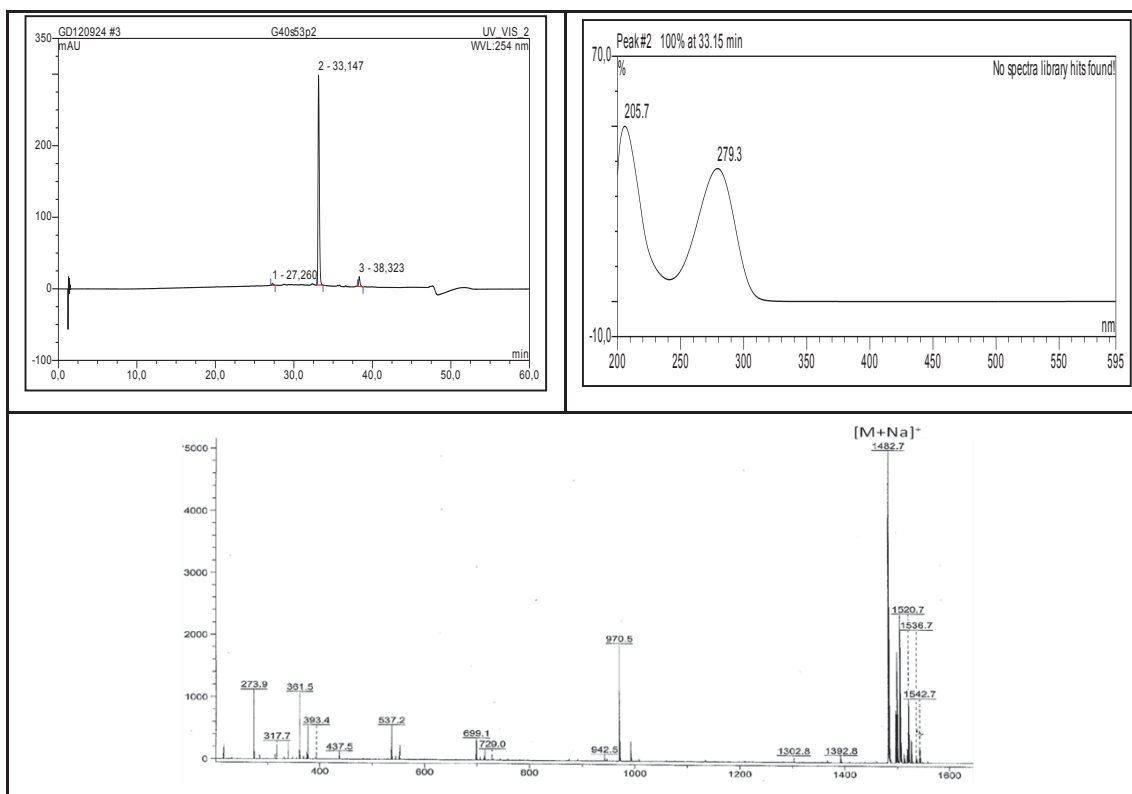 GD120924 #3 G40s53p2 UV_VIS_2
350
mAU
WVL:254 nm
2 - 33,147
200
100
1 - 27,260
3 - 38,323
0
-100
min
0,0 10,0 20,0 30,0 40,0 50,0 60,0
Peak #2 100% at 33.15 min
70,0
%
No spectra library hits found!
205.7
279.3
-10,0
nm
200 250 300 350 400 450 500 550 595
[M+Na]+
1482.7
5000
4000
3000
2000
1000
0
1520.7
1536.7
970.5
273.9
361.5
1542.7
393.4
537.2
317.7
437.5
699.1
729.0
942.5
1302.8
1392.8
400 600 800 1000 1200 1400 1600